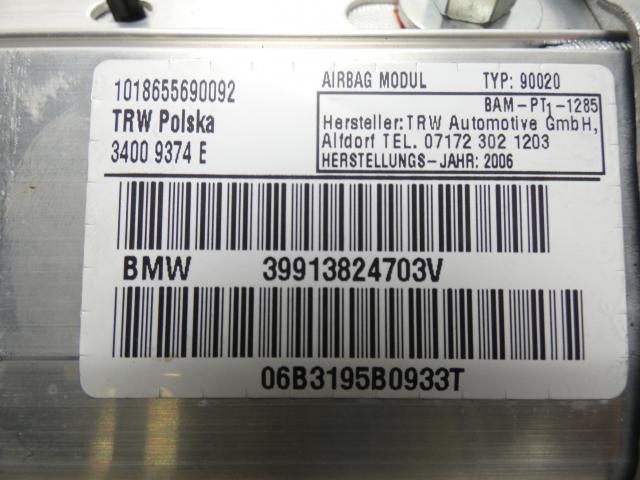 1018655690092
TRW Polska
3400 9374 E
AIRBAG MODUL TYP: 90020
BAM-PT1-1285
Hersteller: TRW Automotive GmbH,
Alfdorf TEL. 07172 302 1203
HERSTELLUNGS-JAHR: 2006
BMW 39913824703V
06B3195B0933T